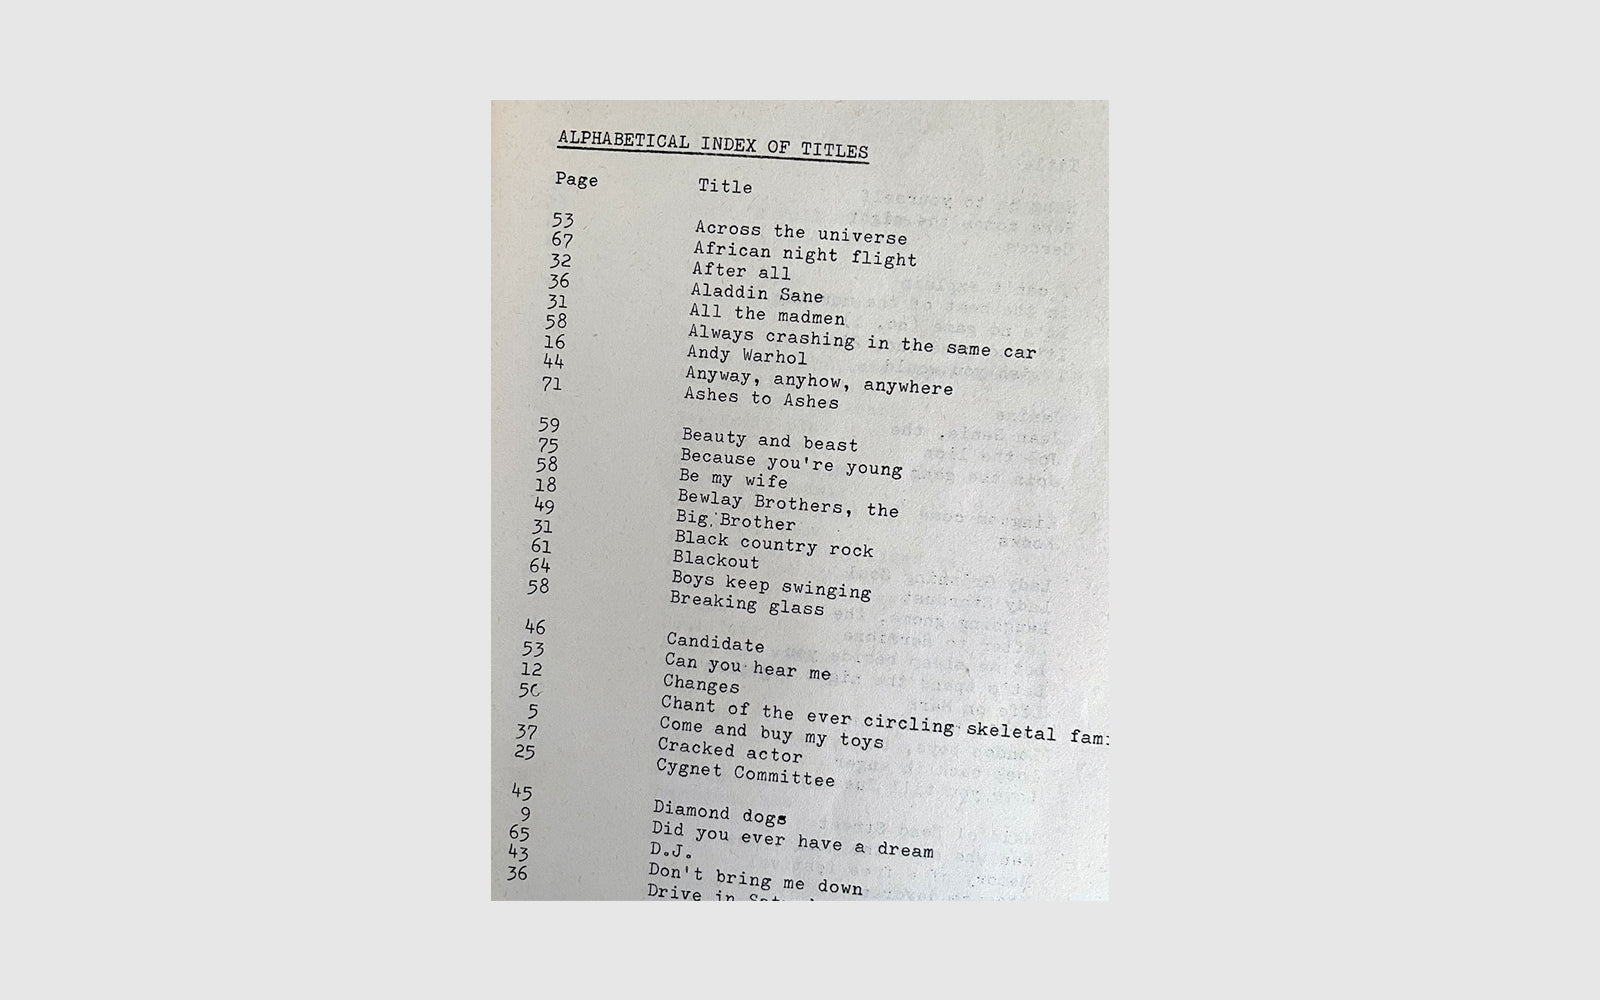 ALPHABETICAL INDEX OF TITLES
Page Title
53 Across the universe
67 African night flight
32 After all
36 Aladdin Sane
31 All the madmen
58 Always crashing in the same car
16 Andy Warhol
44 Anyway, anyhow, anywhere
71 Ashes to Ashes
59 Beauty and beast
75 Because you're young
58 Be my wife
18 Bewlay Brothers, the
49 Big Brother
31 Black country rock
61 Blackout
64 Boys keep swinging
58 Breaking glass
46 Candidate
53 Can you hear me
12 Changes
50 Chant of the ever circling skeletal
5 Come and buy my toys
37 Cracked actor
25 Cygnet Committee
45 Diamond dogs
9 Did you ever have a dream
65 D.J.
43 Don't bring me down
36 Drive in